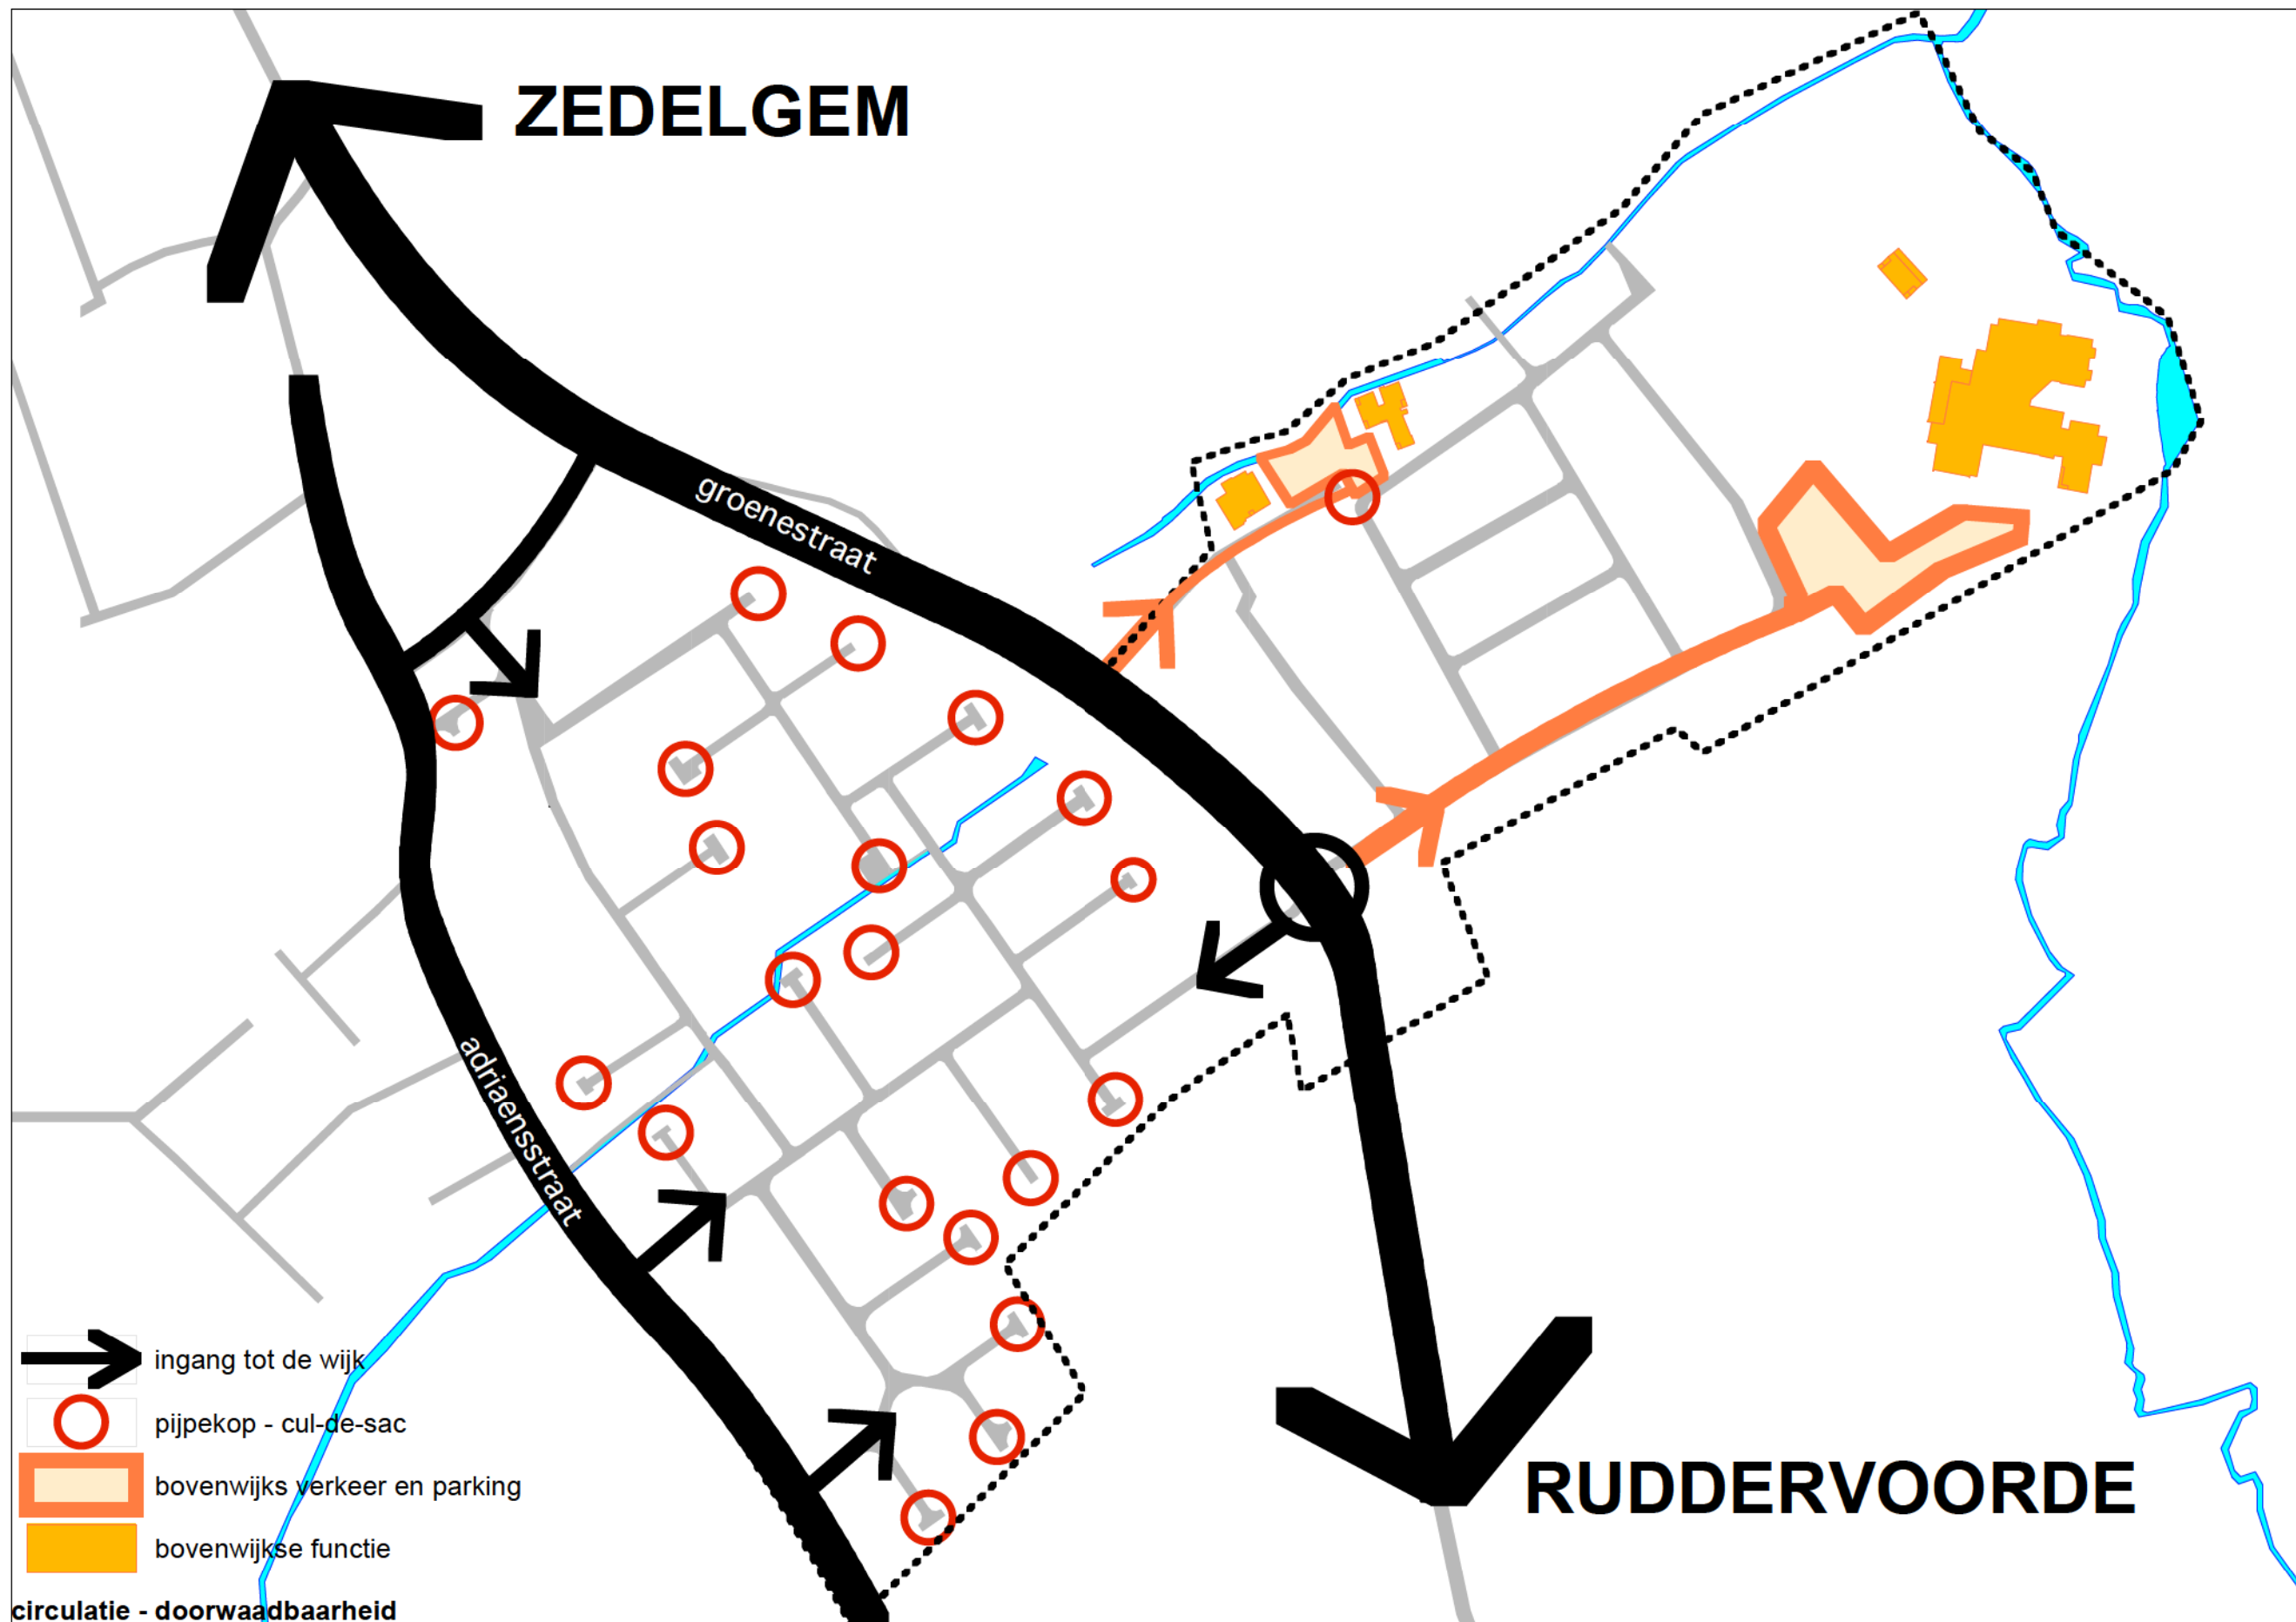 ZEDELGEM
groenestraat
adriaensstraat
ingang tot de wijk
pijpekop - cul-de-sac
bovenwijks verkeer en parking
RUDDERVOORDE
bovenwijkse functie
circulatie - doorwaadbaarheid